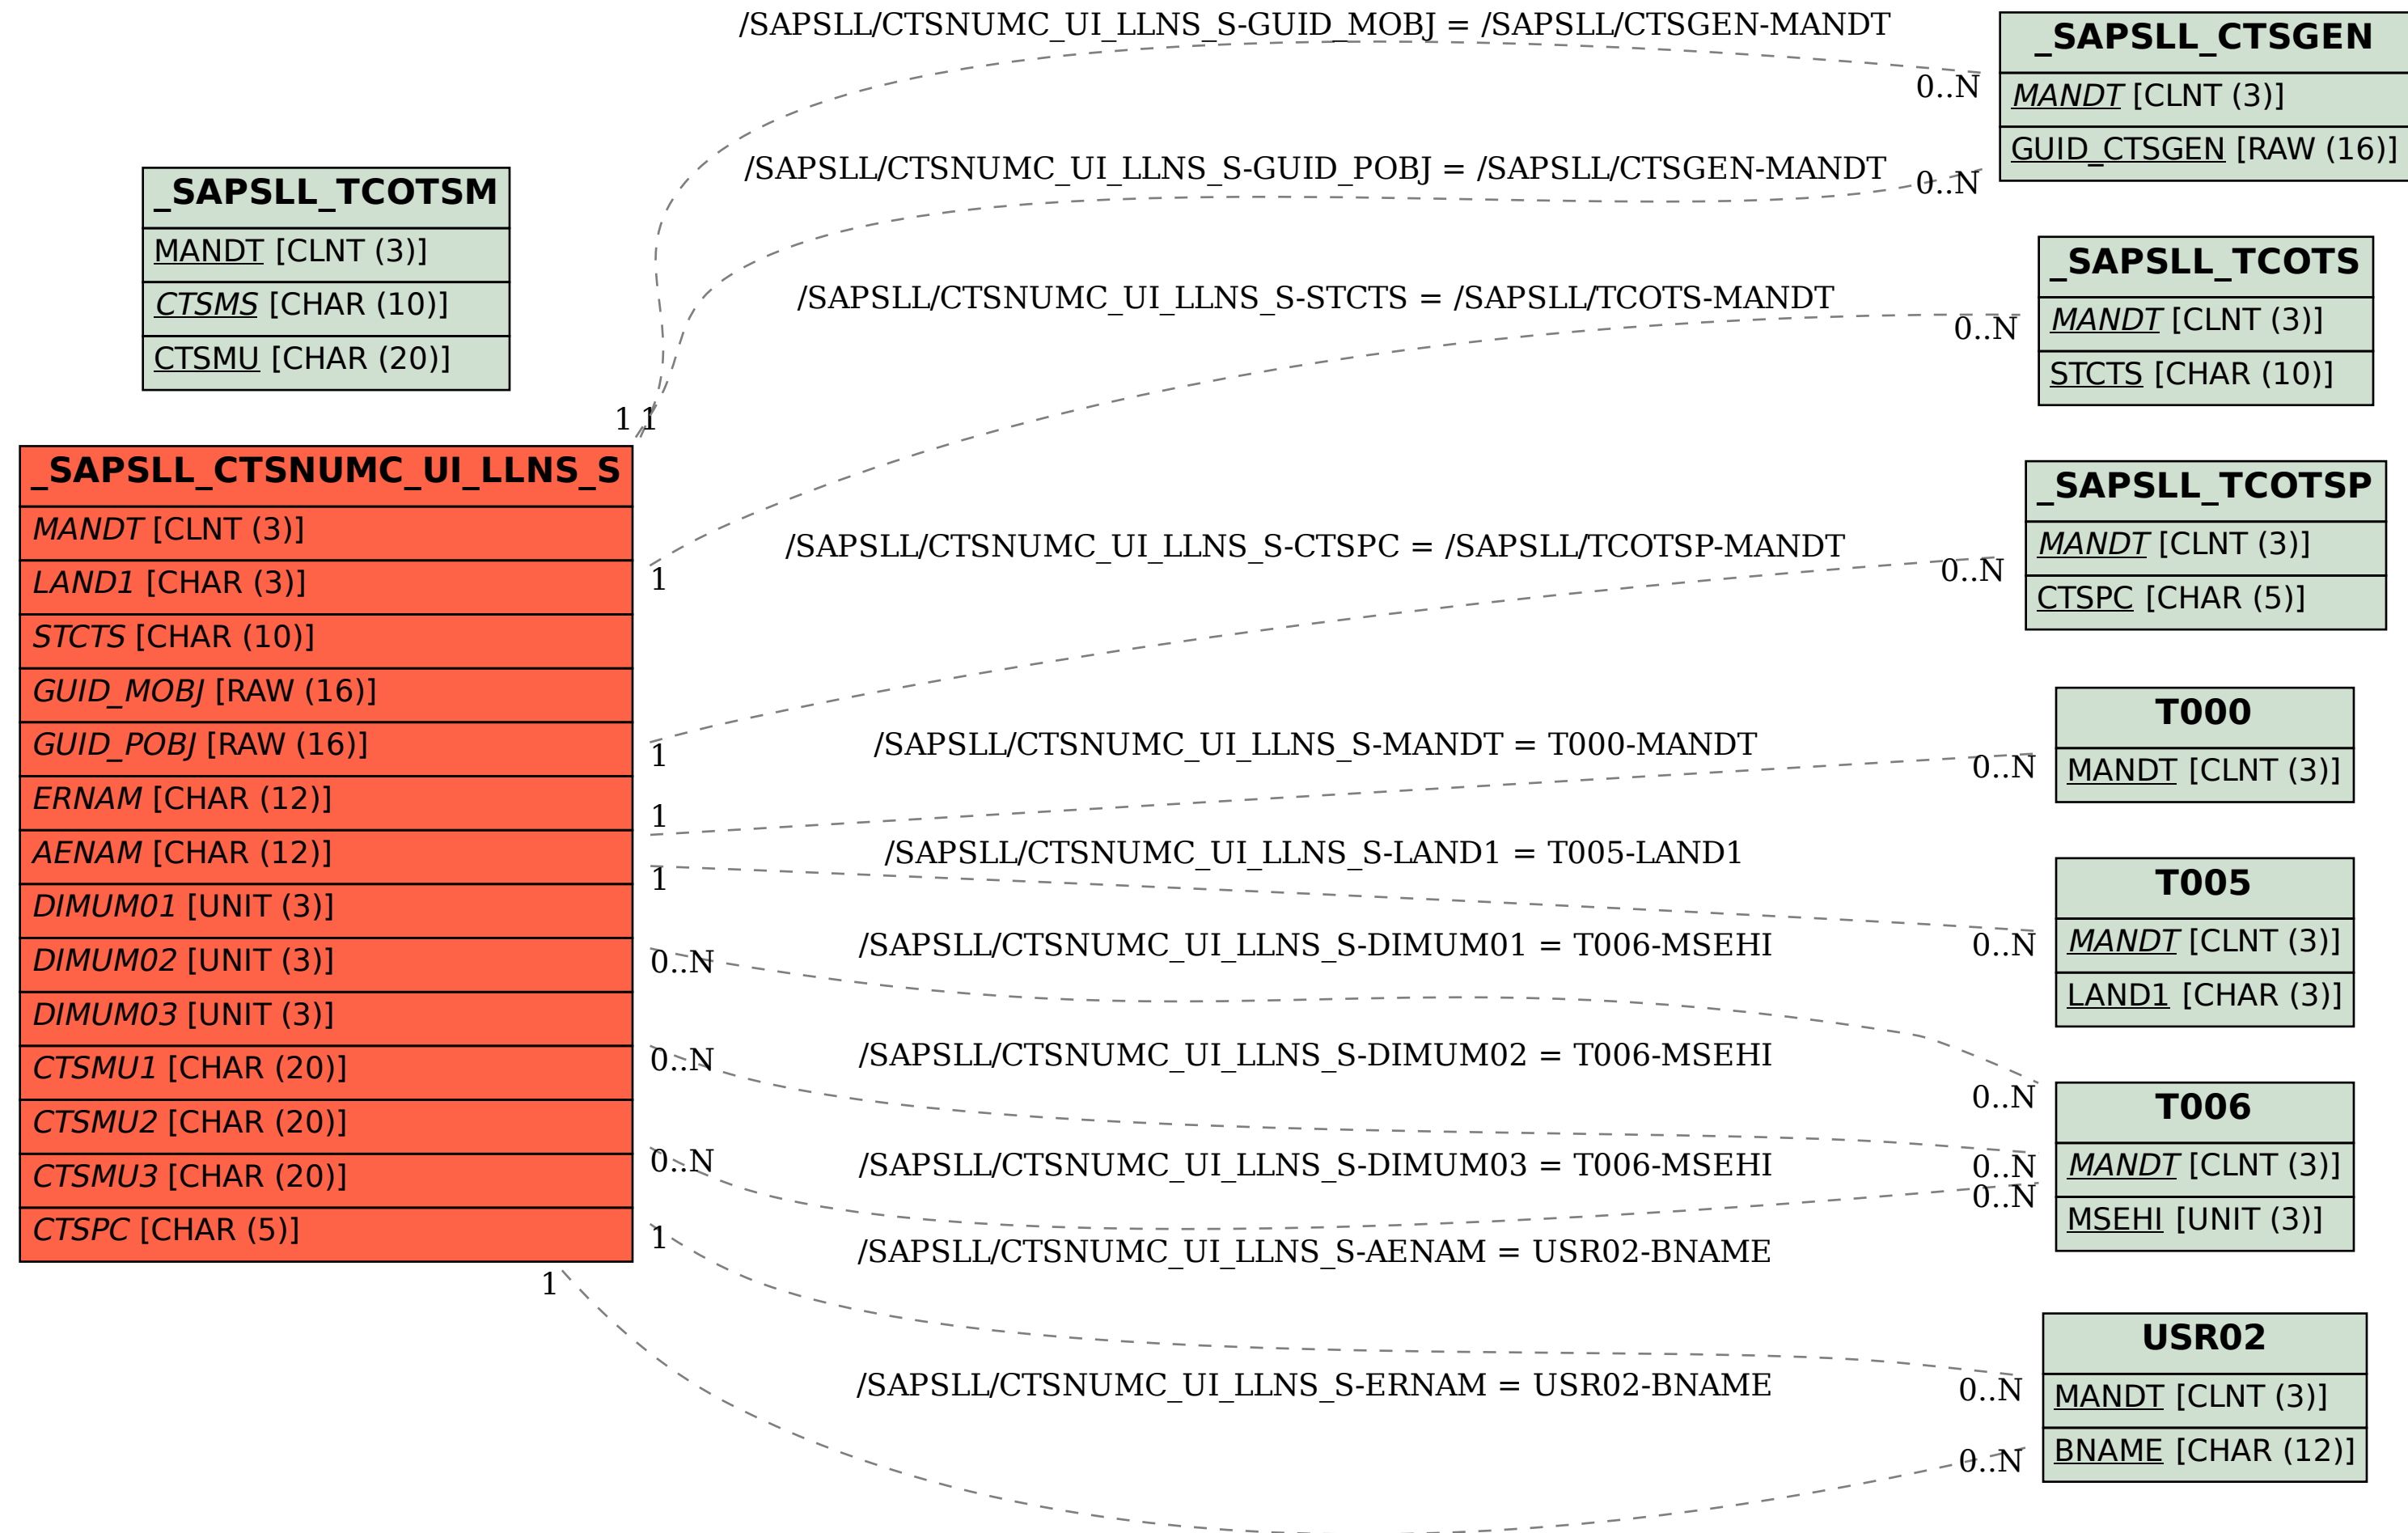 /SAPSLL/CTSNUMC_UI_LLNS_S-GUID_MOBJ = /SAPSLL/CTSGEN-MANDT
0..N
/SAPSLL/CTSNUMC_UI_LLNS_S-GUID_POBJ = /SAPSLL/CTSGEN-MANDT
0..N
_SAPSLL_CTSGEN
MANDT [CLNT (3)]
GUID_CTSGEN [RAW (16)]
_SAPSLL_TCOTSM
MANDT [CLNT (3)]
CTSMS [CHAR (10)]
CTSMU [CHAR (20)]
/SAPSLL/CTSNUMC_UI_LLNS_S-STCTS = /SAPSLL/TCOTS-MANDT
0..N
_SAPSLL_TCOTS
MANDT [CLNT (3)]
STCTS [CHAR (10)]
1 1
_SAPSLL_CTSNUMC_UI_LLNS_S
MANDT [CLNT (3)]
LAND1 [CHAR (3)]
STCTS [CHAR (10)]
GUID_MOBJ [RAW (16)]
GUID_POBJ [RAW (16)]
ERNAM [CHAR (12)]
AENAM [CHAR (12)]
DIMUM01 [UNIT (3)]
DIMUM02 [UNIT (3)]
DIMUM03 [UNIT (3)]
CTSMU1 [CHAR (20)]
CTSMU2 [CHAR (20)]
CTSMU3 [CHAR (20)]
CTSPC [CHAR (5)]
1
/SAPSLL/CTSNUMC_UI_LLNS_S-CTSPC = /SAPSLL/TCOTSP-MANDT
0..N
_SAPSLL_TCOTSP
MANDT [CLNT (3)]
CTSPC [CHAR (5)]
1
/SAPSLL/CTSNUMC_UI_LLNS_S-MANDT = T000-MANDT
0..N
T000
MANDT [CLNT (3)]
1
/SAPSLL/CTSNUMC_UI_LLNS_S-LAND1 = T005-LAND1
1
0..N
T005
MANDT [CLNT (3)]
LAND1 [CHAR (3)]
/SAPSLL/CTSNUMC_UI_LLNS_S-DIMUM01 = T006-MSEHI
0..N
0..N
/SAPSLL/CTSNUMC_UI_LLNS_S-DIMUM02 = T006-MSEHI
0..N
0..N
/SAPSLL/CTSNUMC_UI_LLNS_S-DIMUM03 = T006-MSEHI
0..N
0..N
T006
MANDT [CLNT (3)]
MSEHI [UNIT (3)]
1
/SAPSLL/CTSNUMC_UI_LLNS_S-AENAM = USR02-BNAME
0..N
1
/SAPSLL/CTSNUMC_UI_LLNS_S-ERNAM = USR02-BNAME
0..N
USR02
MANDT [CLNT (3)]
BNAME [CHAR (12)]